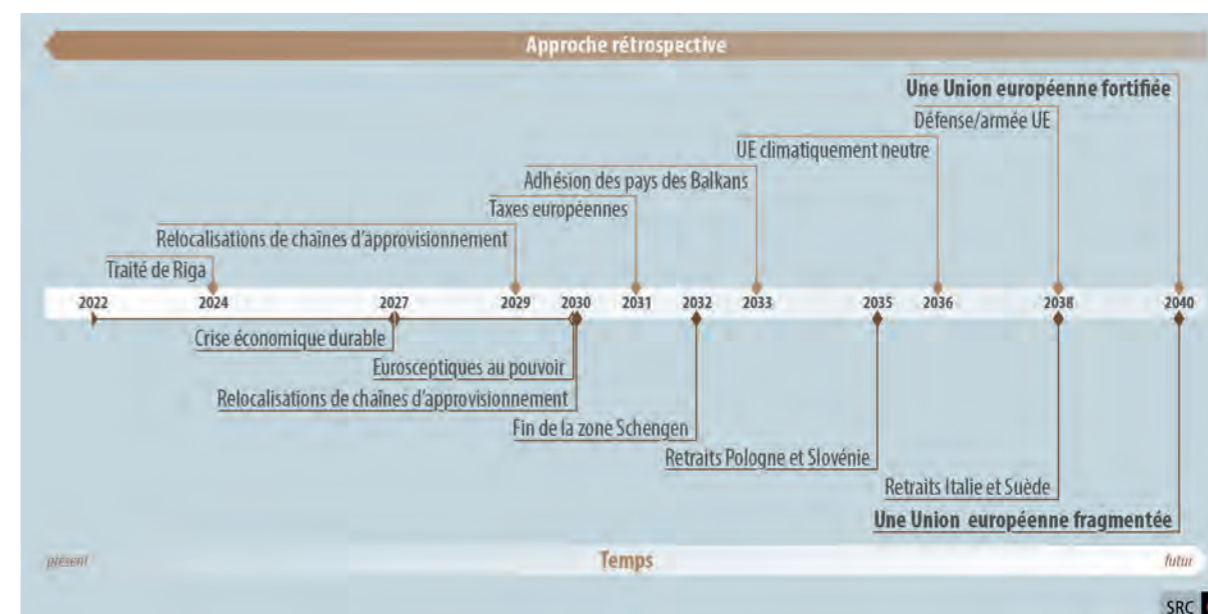 Approche rétrospective
Une Union européenne fortifiée
Défense/armée UE
UE climatiquement neutre
Adhésion des pays des Balkans
Taxes européennes
Relocalisations de chaînes d'approvisionnement
Traité de Riga
2022 2024 2027 2029 2030 2031 2032 2033 2035 2036 2038 2040
Crise économique durable
Eurosceptiques au pouvoir
Relocalisations de chaînes d'approvisionnement
Fin de la zone Schengen
Retraits Pologne et Slovénie
Retraits Italie et Suède
Une Union européenne fragmentée
présent Temps futur
SRC